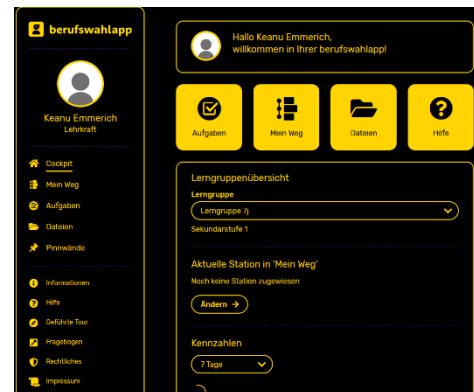 berufswahlapp
Keanu Emmerich
Lehrkraft
Cockpit
Mein Weg
Aufgaben
Dateien
Pinnwände
Informationen
Hilfe
Geführte Tour
Fragebogen
Rechtliches
Impressum
Hallo Keanu Emmerich,
willkommen in Ihrer berufswahlapp!
Aufgaben
Mein Weg
Dateien
Hilfe
Lerngruppenübersicht
Lerngruppe
Lerngruppe 7j
Sekundarstufe 1
Aktuelle Station in 'Mein Weg'
Noch keine Station zugewiesen
Ändern →
Kennzahlen
7 Tage